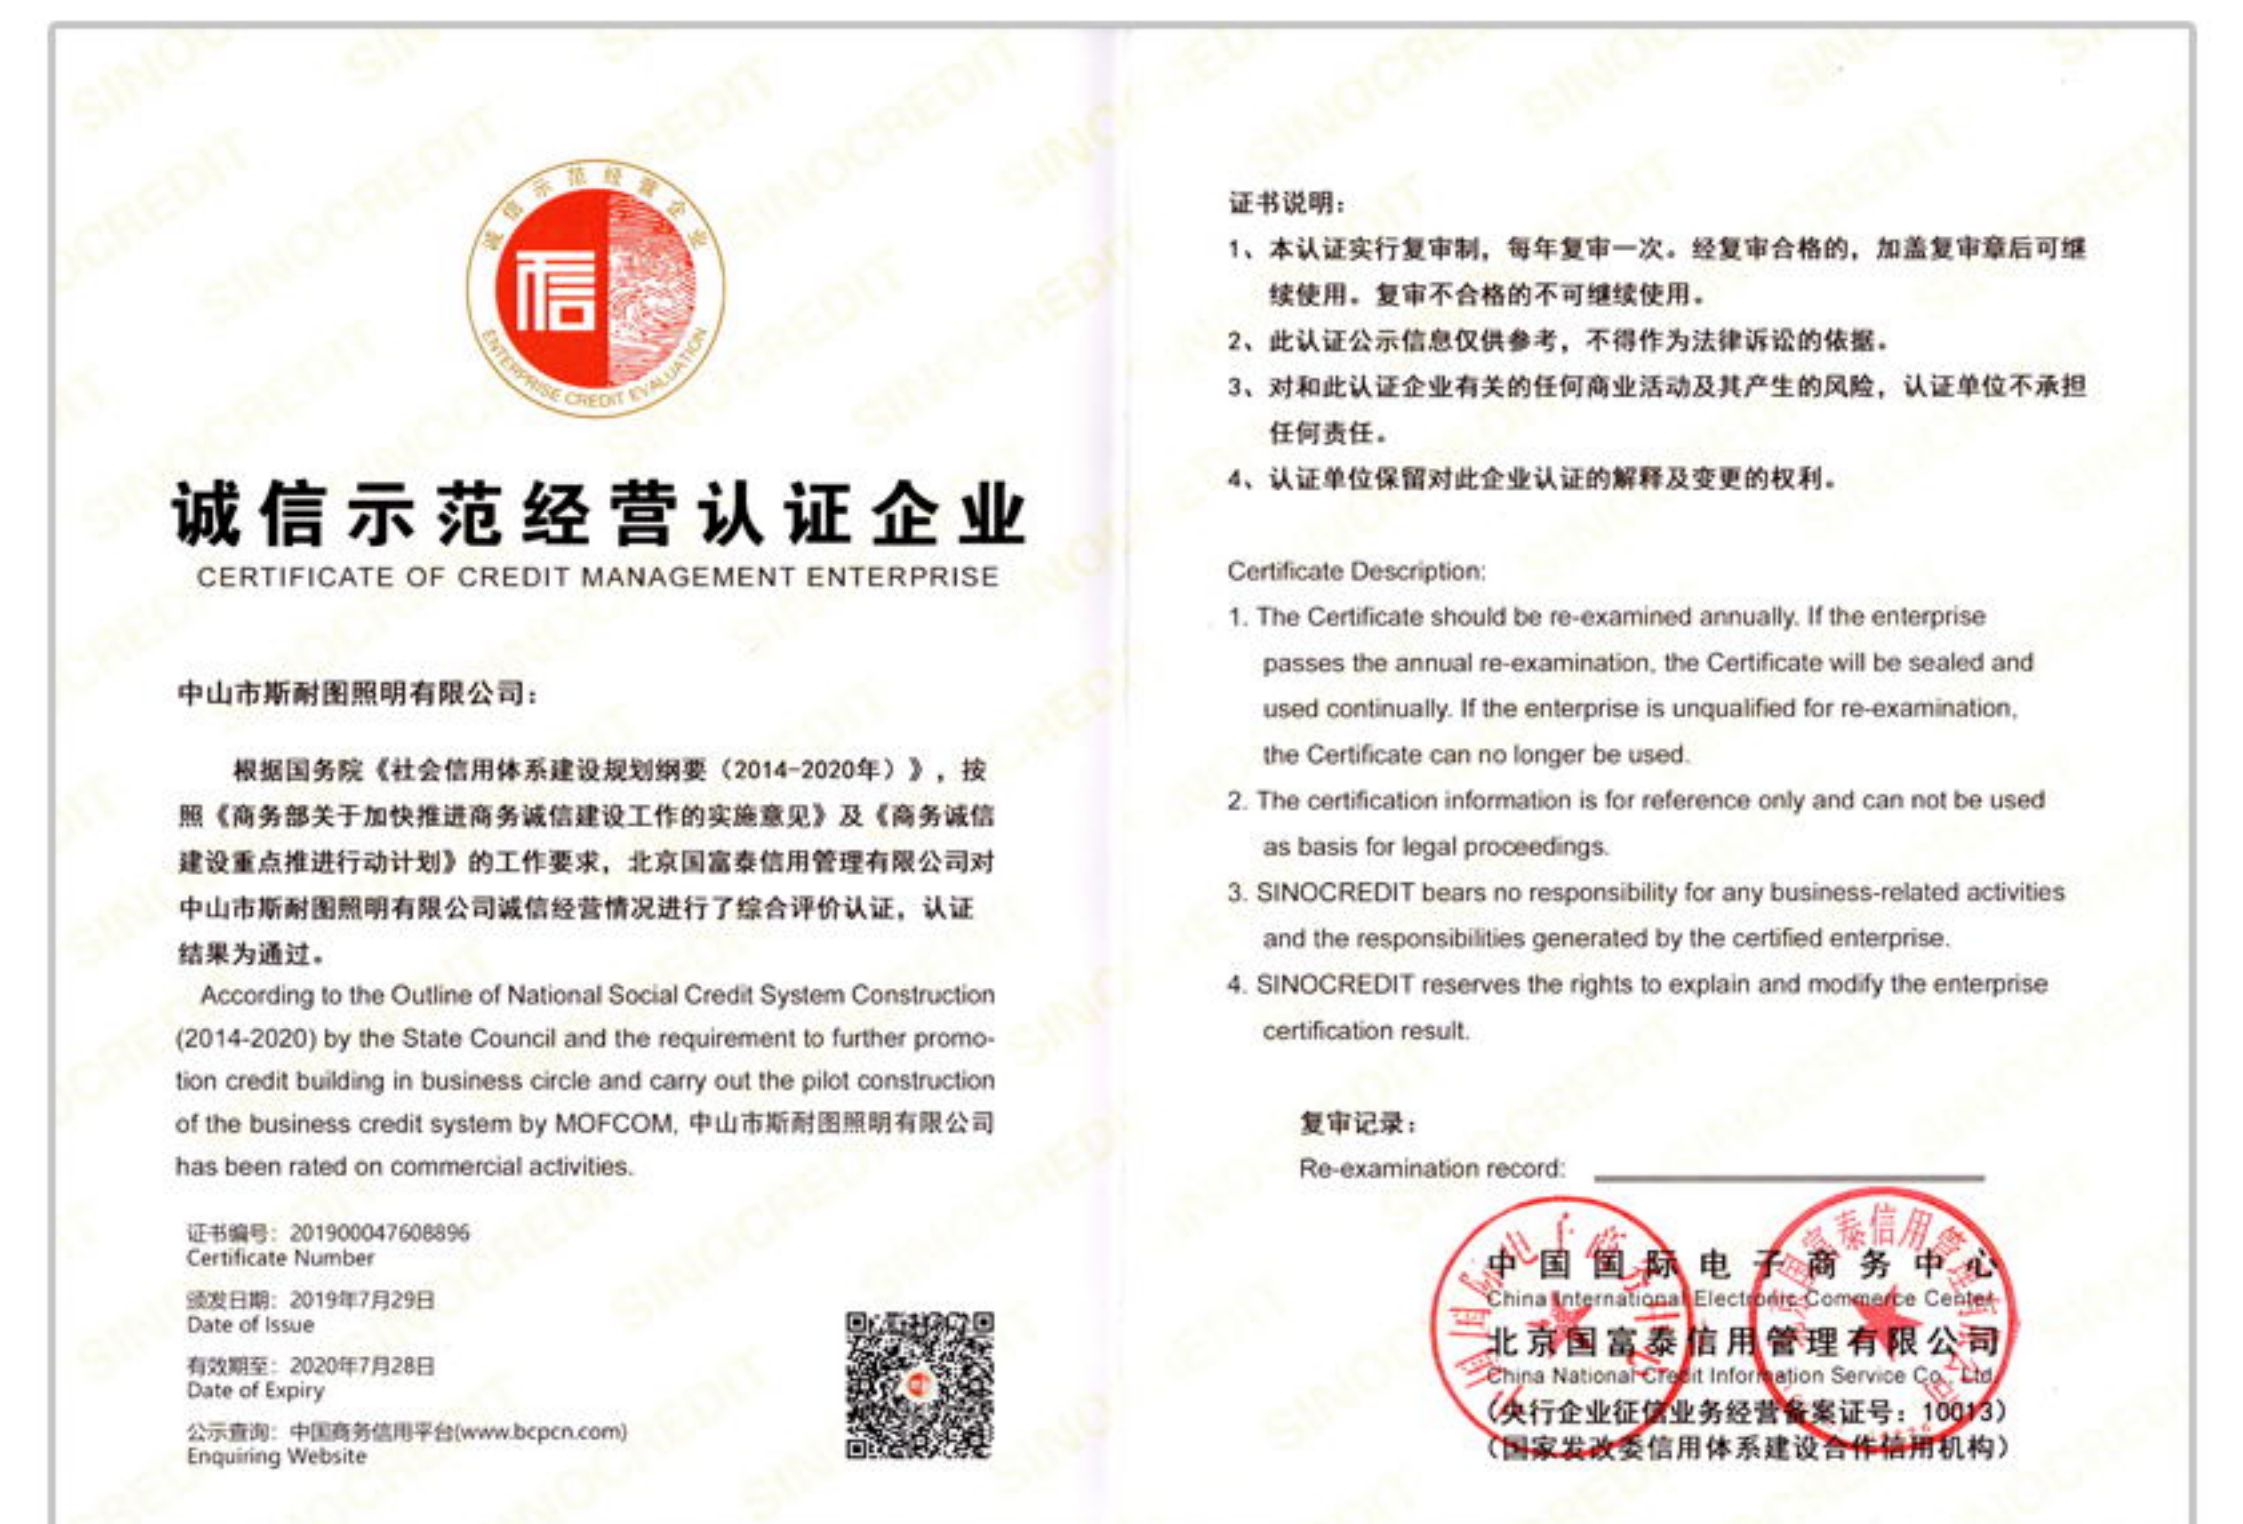 诚信示范经营企业
信
ENTERPRISE CREDIT EVALUATION
诚信示范经营认证企业
CERTIFICATE OF CREDIT MANAGEMENT ENTERPRISE
中山市斯耐图照明有限公司：
根据国务院《社会信用体系建设规划纲要（2014-2020年）》，按
照《商务部关于加快推进商务诚信建设工作的实施意见》及《商务诚信
建设重点推进行动计划》的工作要求，北京国富泰信用管理有限公司对
中山市斯耐图照明有限公司诚信经营情况进行了综合评价认证，认证
结果为通过。
According to the Outline of National Social Credit System Construction
(2014-2020) by the State Council and the requirement to further promo-
tion credit building in business circle and carry out the pilot construction
of the business credit system by MOFCOM, 中山市斯耐图照明有限公司
has been rated on commercial activities.
证书编号：201900047608896
Certificate Number
颁发日期：2019年7月29日
Date of Issue
有效期至：2020年7月28日
Date of Expiry
公示查询：中国商务信用平台(www.bcpcn.com)
Enquiring Website
证书说明：
1、本认证实行复审制，每年复审一次。经复审合格的，加盖复审章后可继
续使用。复审不合格的不可继续使用。
2、此认证公示信息仅供参考，不得作为法律诉讼的依据。
3、对和此认证企业有关的任何商业活动及其产生的风险，认证单位不承担
任何责任。
4、认证单位保留对此企业认证的解释及变更的权利。
Certificate Description:
1. The Certificate should be re-examined annually. If the enterprise
passes the annual re-examination, the Certificate will be sealed and
used continually. If the enterprise is unqualified for re-examination,
the Certificate can no longer be used.
2. The certification information is for reference only and can not be used
as basis for legal proceedings.
3. SINOCREDIT bears no responsibility for any business-related activities
and the responsibilities generated by the certified enterprise.
4. SINOCREDIT reserves the rights to explain and modify the enterprise
certification result.
复审记录：
Re-examination record:
中国国际电子商务中心
China International Electronic Commerce Center
北京国富泰信用管理有限公司
China National Credit Information Service Co., Ltd.
（央行企业征信业务经营备案证号：10013）
（国家发改委信用体系建设合作信用机构）
中国国际电子商务中心
北京国富泰信用管理有限公司
SINOCREDIT